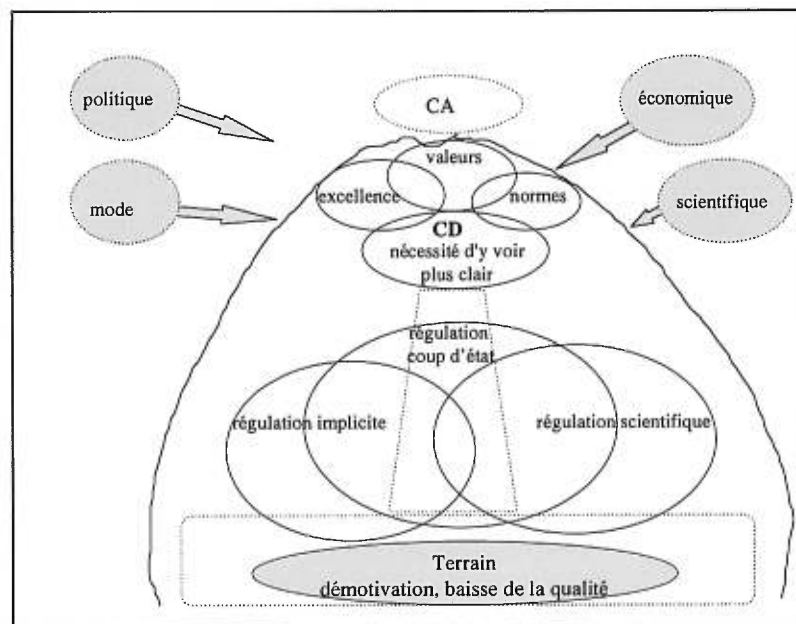 politique
CA
économique
valeurs
mode
excellence
normes
scientifique
CD
nécessité d'y voir
plus clair
régulation
coup d'état
régulation implicite
régulation scientifique
Terrain
démotivation, baisse de la qualité